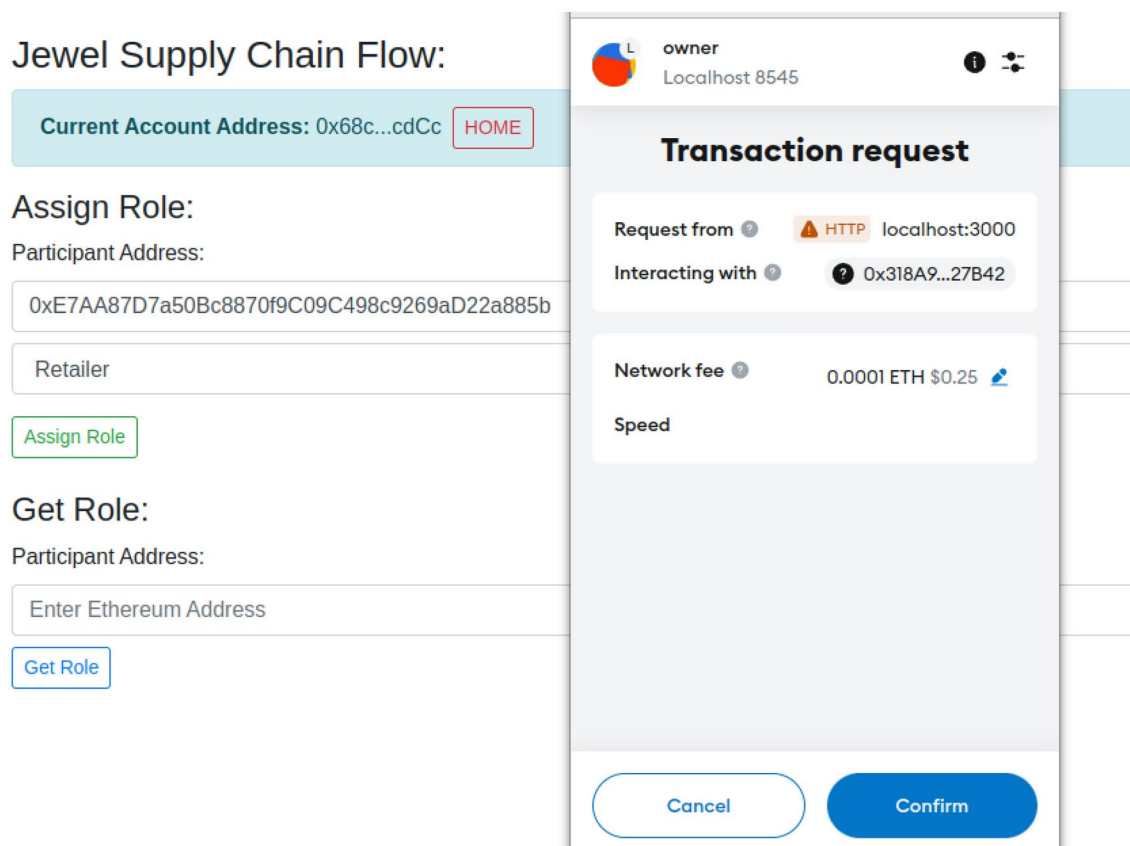 Jewel Supply Chain Flow:
Current Account Address: 0x68c...cdCc HOME
Assign Role:
Participant Address:
0xE7AA87D7a50Bc8870f9C09C498c9269aD22a885b
Retailer
Assign Role
Get Role:
Participant Address:
Enter Ethereum Address
Get Role
L
owner
Localhost 8545
Transaction request
Request from ? HTTP localhost:3000
Interacting with ? ? 0x318A9...27B42
Network fee ? 0.0001 ETH $0.25
Speed
Cancel Confirm